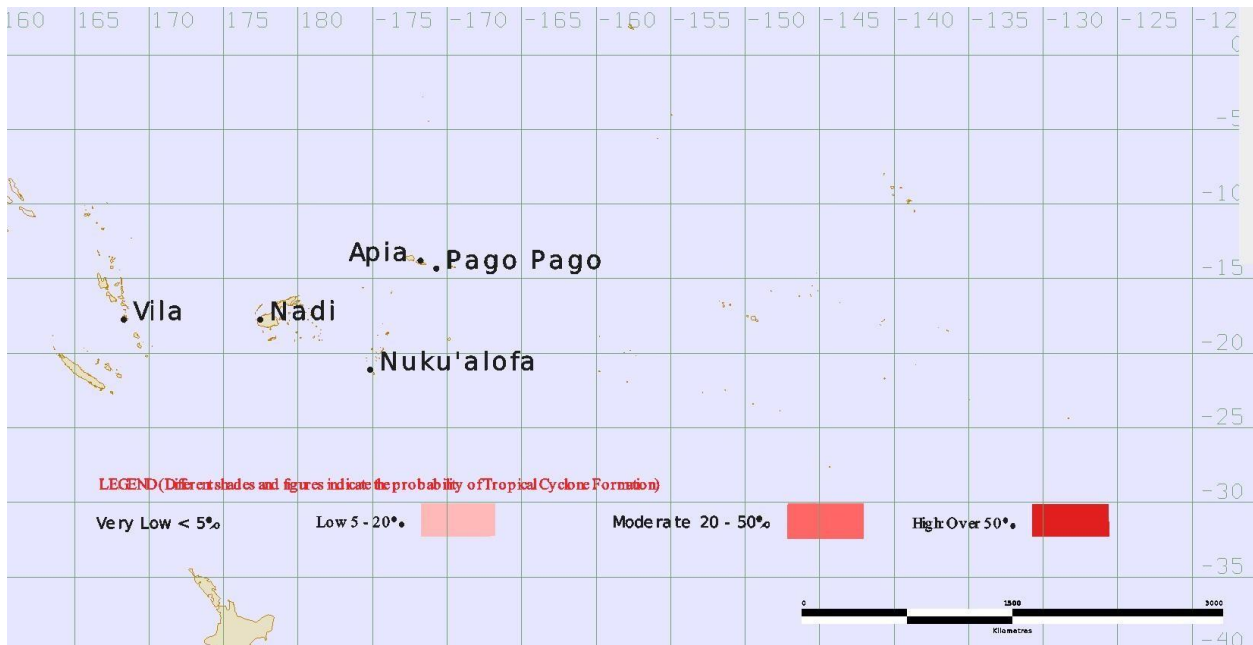 160 165 170 175 180 -175 -170 -165 -160 -155 -150 -145 -140 -135 -130 -125 -12
0
-5
-10
Apia
Pago Pago
-15
Vila
Nadi
-20
Nuku'alofa
-25
LEGEND(Different shades and figures indicate the probability of Tropical Cyclone Formation)
-30
Very Low < 5% Low 5 - 20% Moderate 20 - 50% High: Over 50%
-35
0 1500 3000
Kilometres
-40